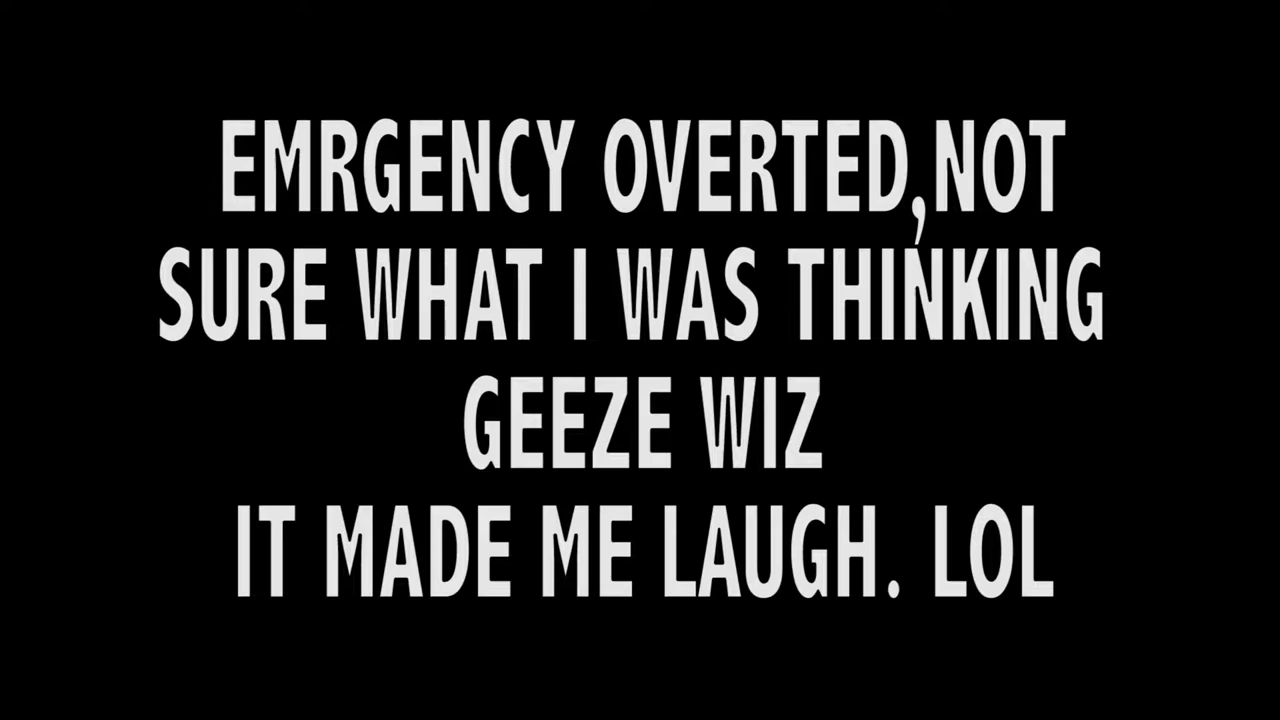 EMRGENCY OVERTED,NOT
SURE WHAT I WAS THINKING
GEEZE WIZ
IT MADE ME LAUGH. LOL